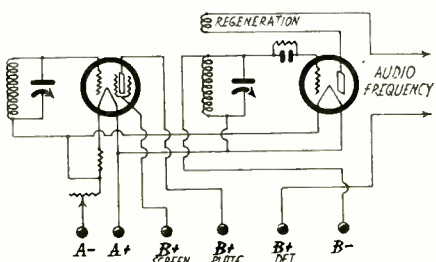 REGENERATION
AUDIO
FREQUENCY
A- A+ B+ B+ B+ B-
SCREEN PLATE DET